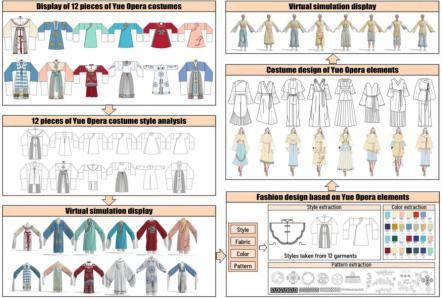 Display of 12 pieces of Yue Opera costumes
12 pieces of Yue Opera costume style analysis
Virtual simulation display
Style
Fabric
Color
Pattern
Fashion design based on Yue Opera elements
Style extraction
Styles taken from 12 garments
Color extraction
Pattern extraction
Costume design of Yue Opera elements
Virtual simulation display